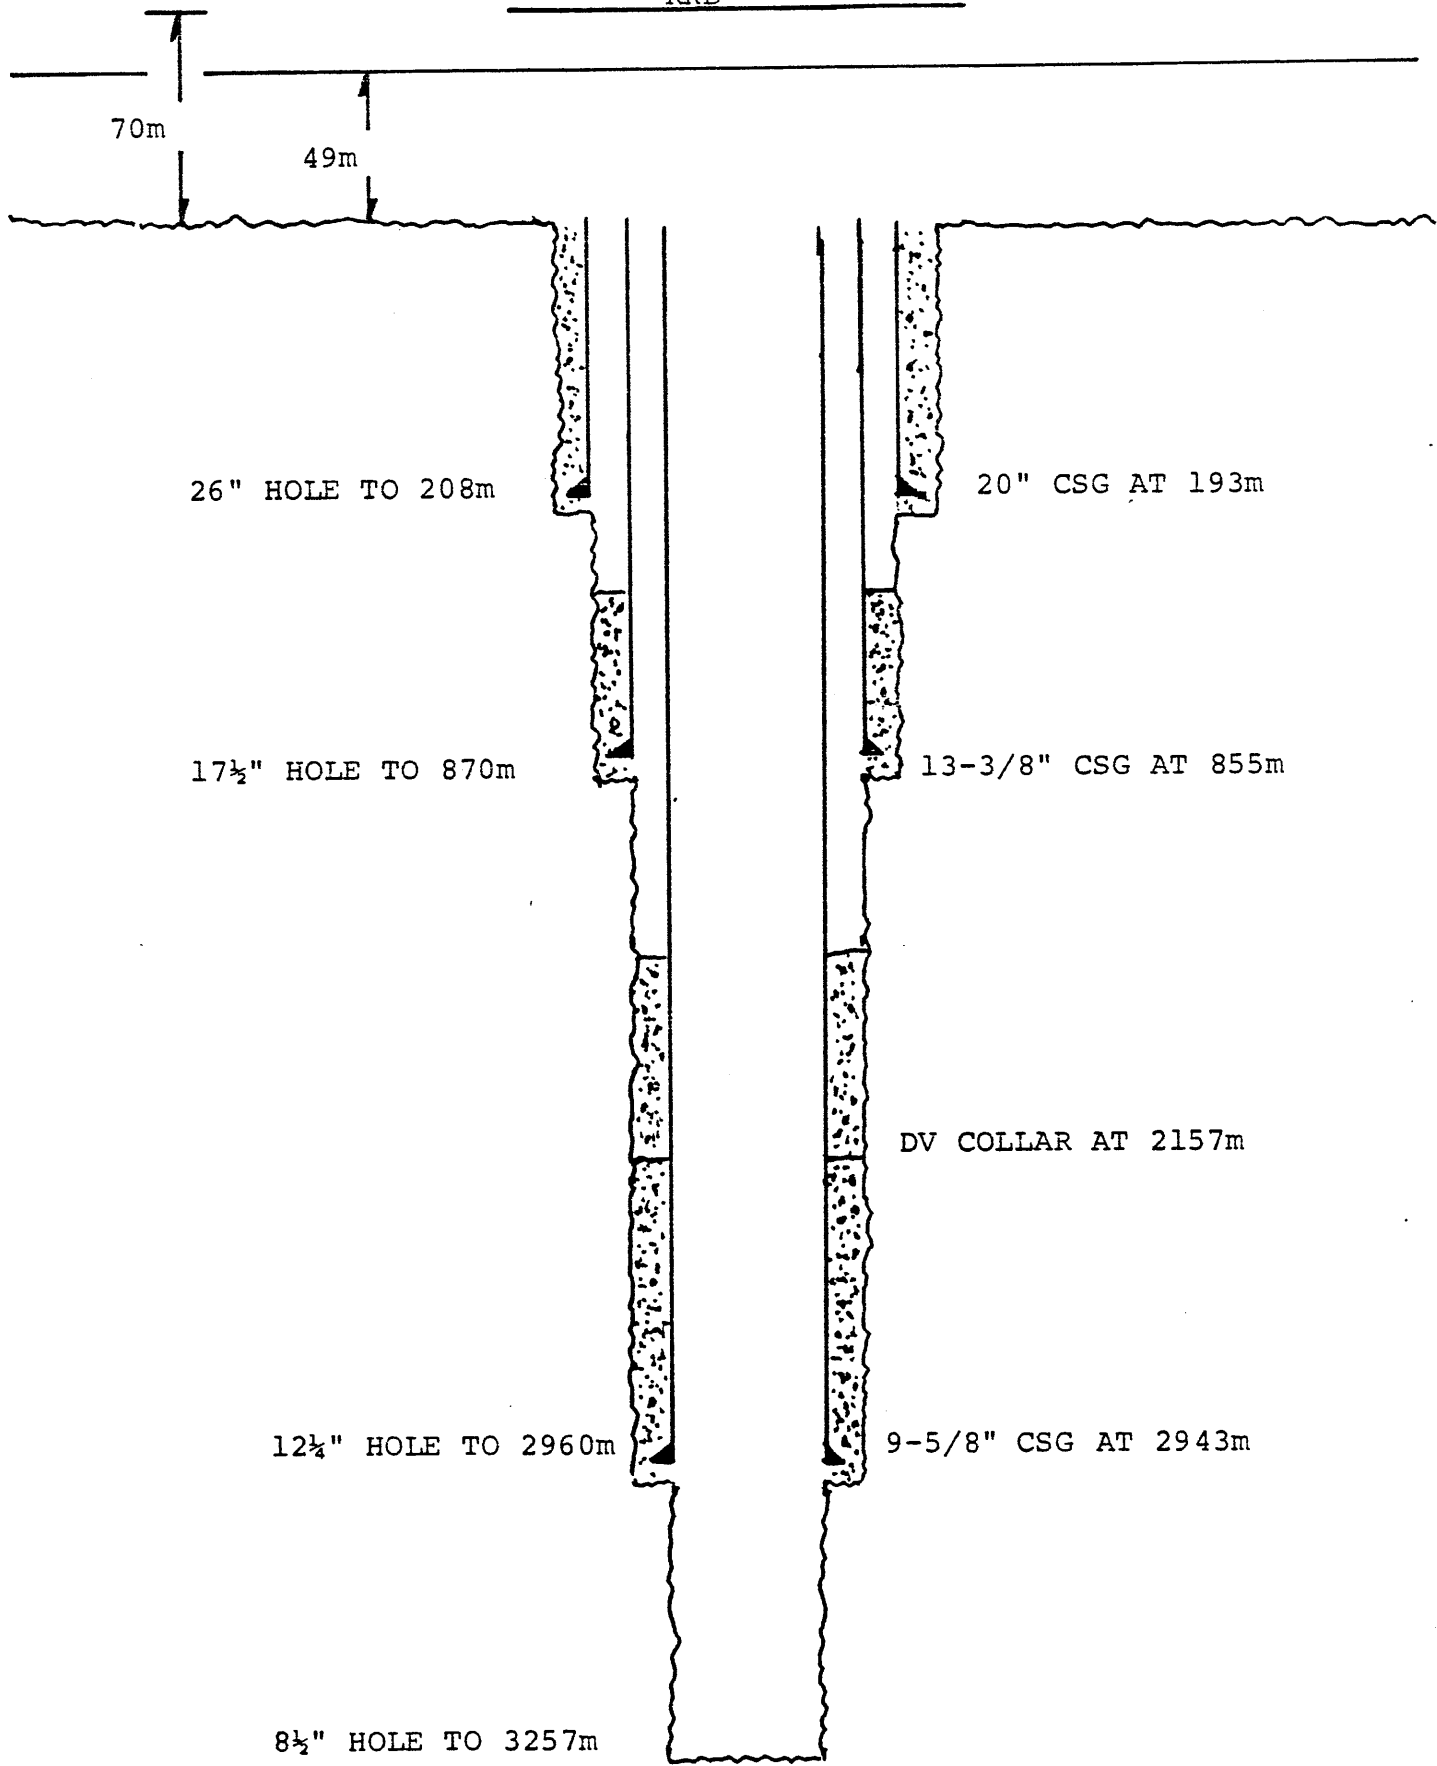 70m
49m
26" HOLE TO 208m
20" CSG AT 193m
17½" HOLE TO 870m
13-3/8" CSG AT 855m
DV COLLAR AT 2157m
12¼" HOLE TO 2960m
9-5/8" CSG AT 2943m
8½" HOLE TO 3257m